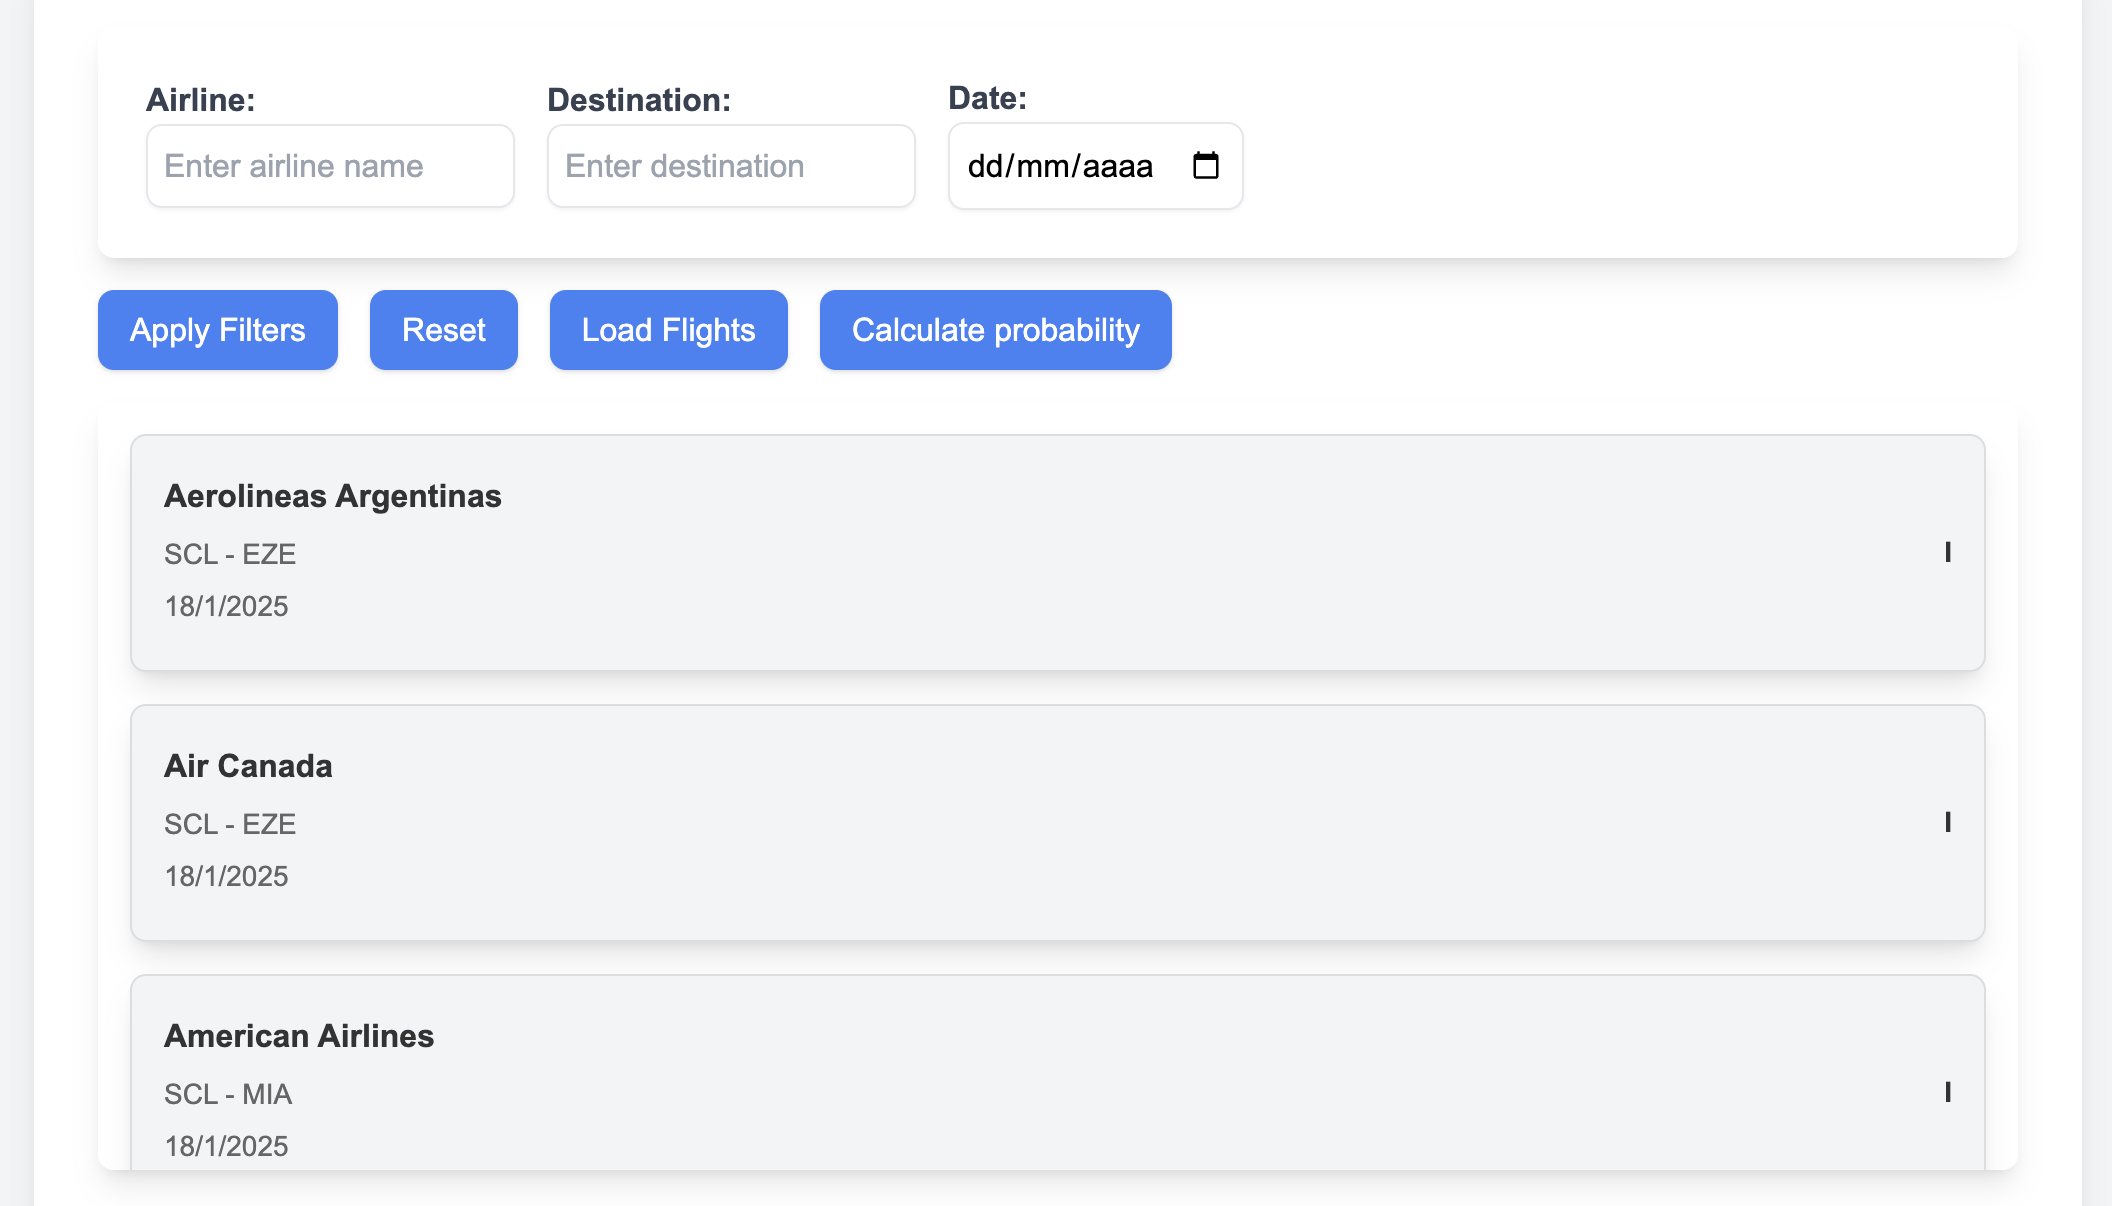 Airline: Destination: Date:
Enter airline name Enter destination dd/mm/aaaa
Apply Filters Reset Load Flights Calculate probability
Aerolineas Argentinas
SCL - EZE
I
18/1/2025
Air Canada
SCL - EZE
I
18/1/2025
American Airlines
SCL - MIA
I
18/1/2025